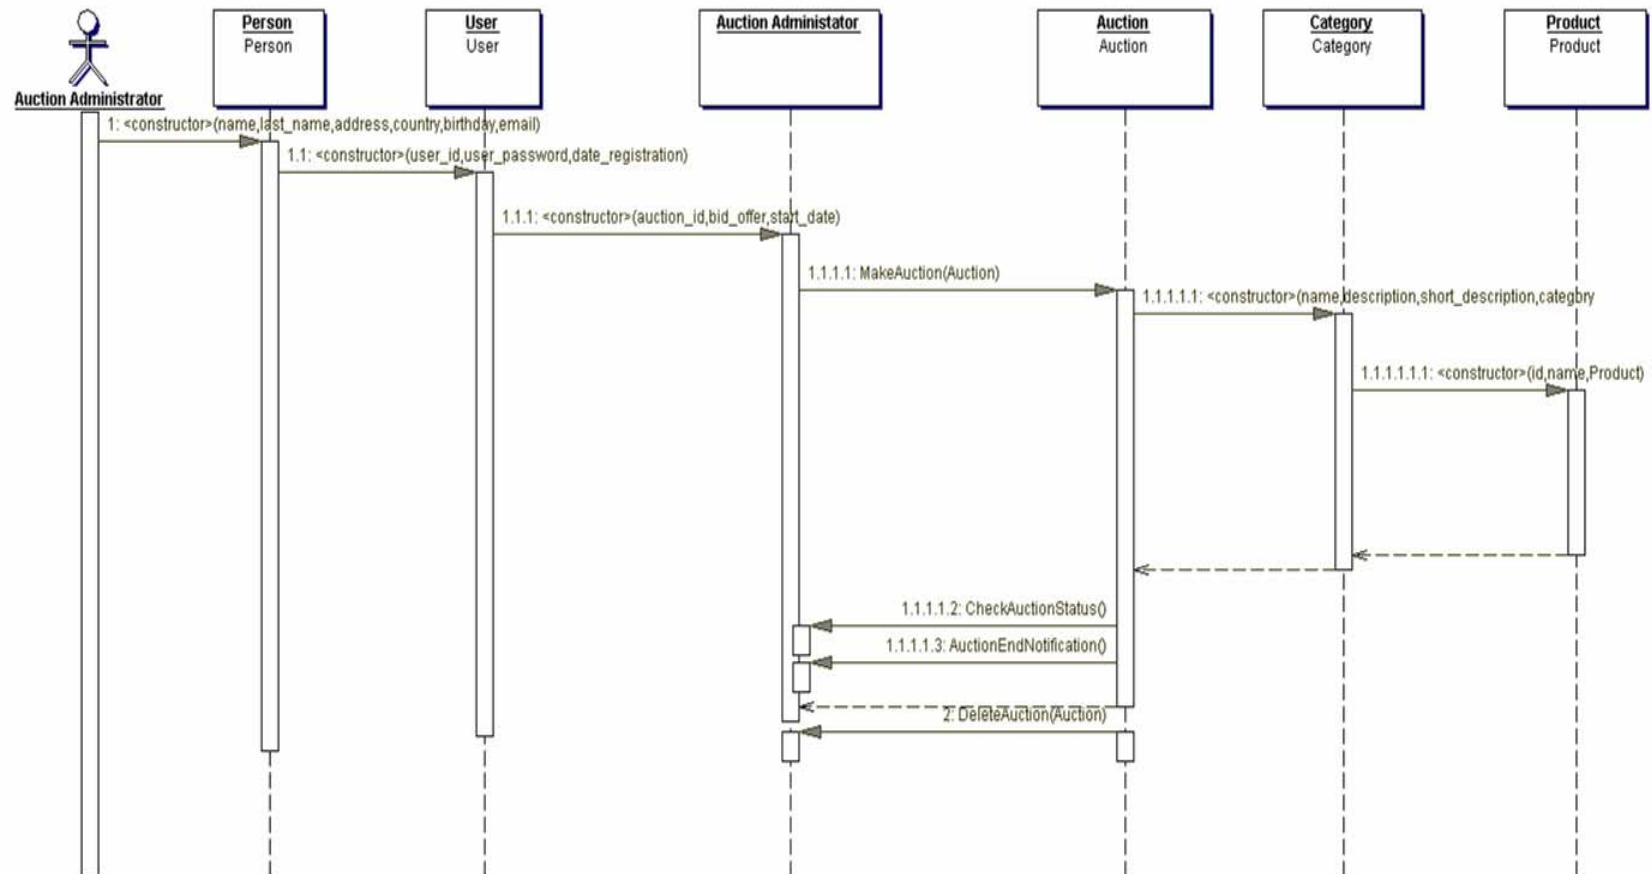 Auction Administrator
Person
Person
User
User
Auction Administator
Auction
Auction
Category
Category
Product
Product
1: <constructor>(name,last_name,address,country,birthday,email)
1.1: <constructor>(user_id,user_password,date_registration)
1.1.1: <constructor>(auction_id,bid_offer,start_date)
1.1.1.1: MakeAuction(Auction)
1.1.1.1.1: <constructor>(name,description,short_description,category
1.1.1.1.1.1: <constructor>(id,name,Product)
1.1.1.1.2: CheckAuctionStatus()
1.1.1.1.3: AuctionEndNotification()
2: DeleteAuction(Auction)